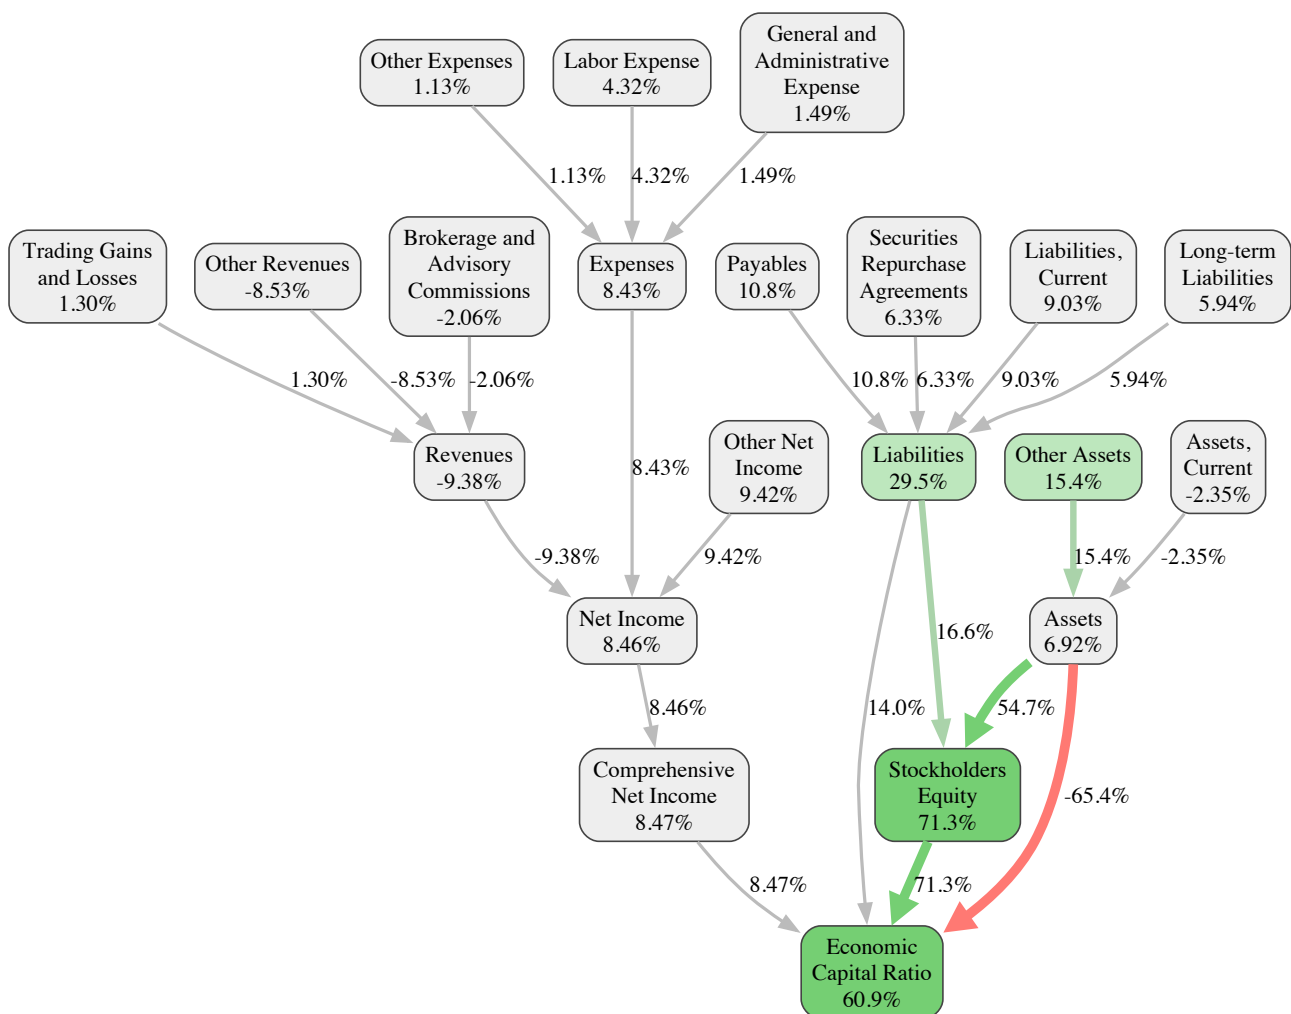 Other Expenses
1.13%
Labor Expense
4.32%
General and
Administrative
Expense
1.49%
1.13%
4.32%
1.49%
Trading Gains
and Losses
1.30%
Other Revenues
-8.53%
Brokerage and
Advisory
Commissions
-2.06%
Expenses
8.43%
Payables
10.8%
Securities
Repurchase
Agreements
6.33%
Liabilities,
Current
9.03%
Long-term
Liabilities
5.94%
1.30%
-8.53%
-2.06%
10.8%
6.33%
9.03%
5.94%
Revenues
-9.38%
8.43%
Other Net
Income
9.42%
Liabilities
29.5%
Other Assets
15.4%
Assets,
Current
-2.35%
-9.38%
9.42%
15.4%
-2.35%
Net Income
8.46%
16.6%
Assets
6.92%
8.46%
14.0%
54.7%
Comprehensive
Net Income
8.47%
Stockholders
Equity
71.3%
-65.4%
8.47%
71.3%
Economic
Capital Ratio
60.9%